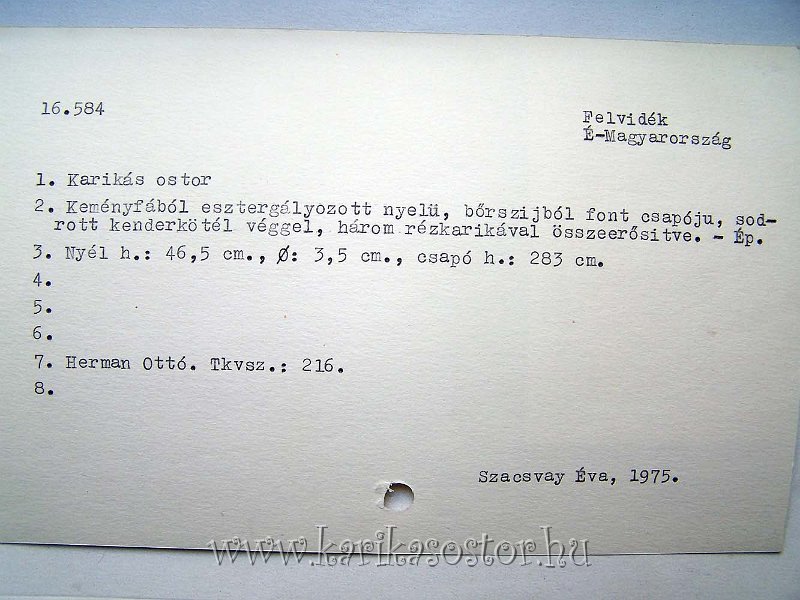 16.584
Felvidék
É-Magyarország
1. Karikás ostor
2. Keményfából esztergályozott nyelü, bőrszijból font csapóju, sod-
rott kenderkötél véggel, három rézkarikával összeerősitve. - Ép.
3. Nyél h.: 46,5 cm., Ø: 3,5 cm., csapó h.: 283 cm.
4.
5.
6.
7. Herman Ottó. Tkvsz.: 216.
8.
Szacsvay Éva, 1975.
www.karikasostor.hu